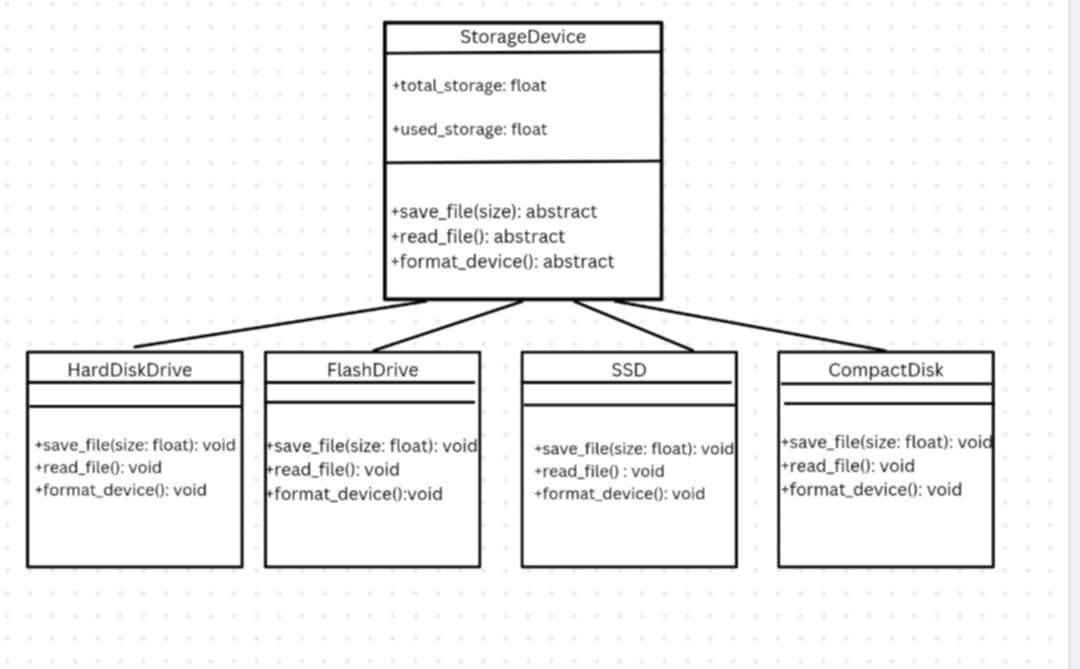 StorageDevice
+total_storage: float
+used_storage: float
+save_file(size): abstract
+read_file(): abstract
+format_device(): abstract
HardDiskDrive
+save_file(size: float): void
+read_file(): void
+format_device(): void
FlashDrive
+save_file(size: float): void
+read_file(): void
+format_device():void
SSD
+save_file(size: float): void
+read_file() : void
+format_device(): void
CompactDisk
+save_file(size: float): void
+read_file(): void
+format_device(): void